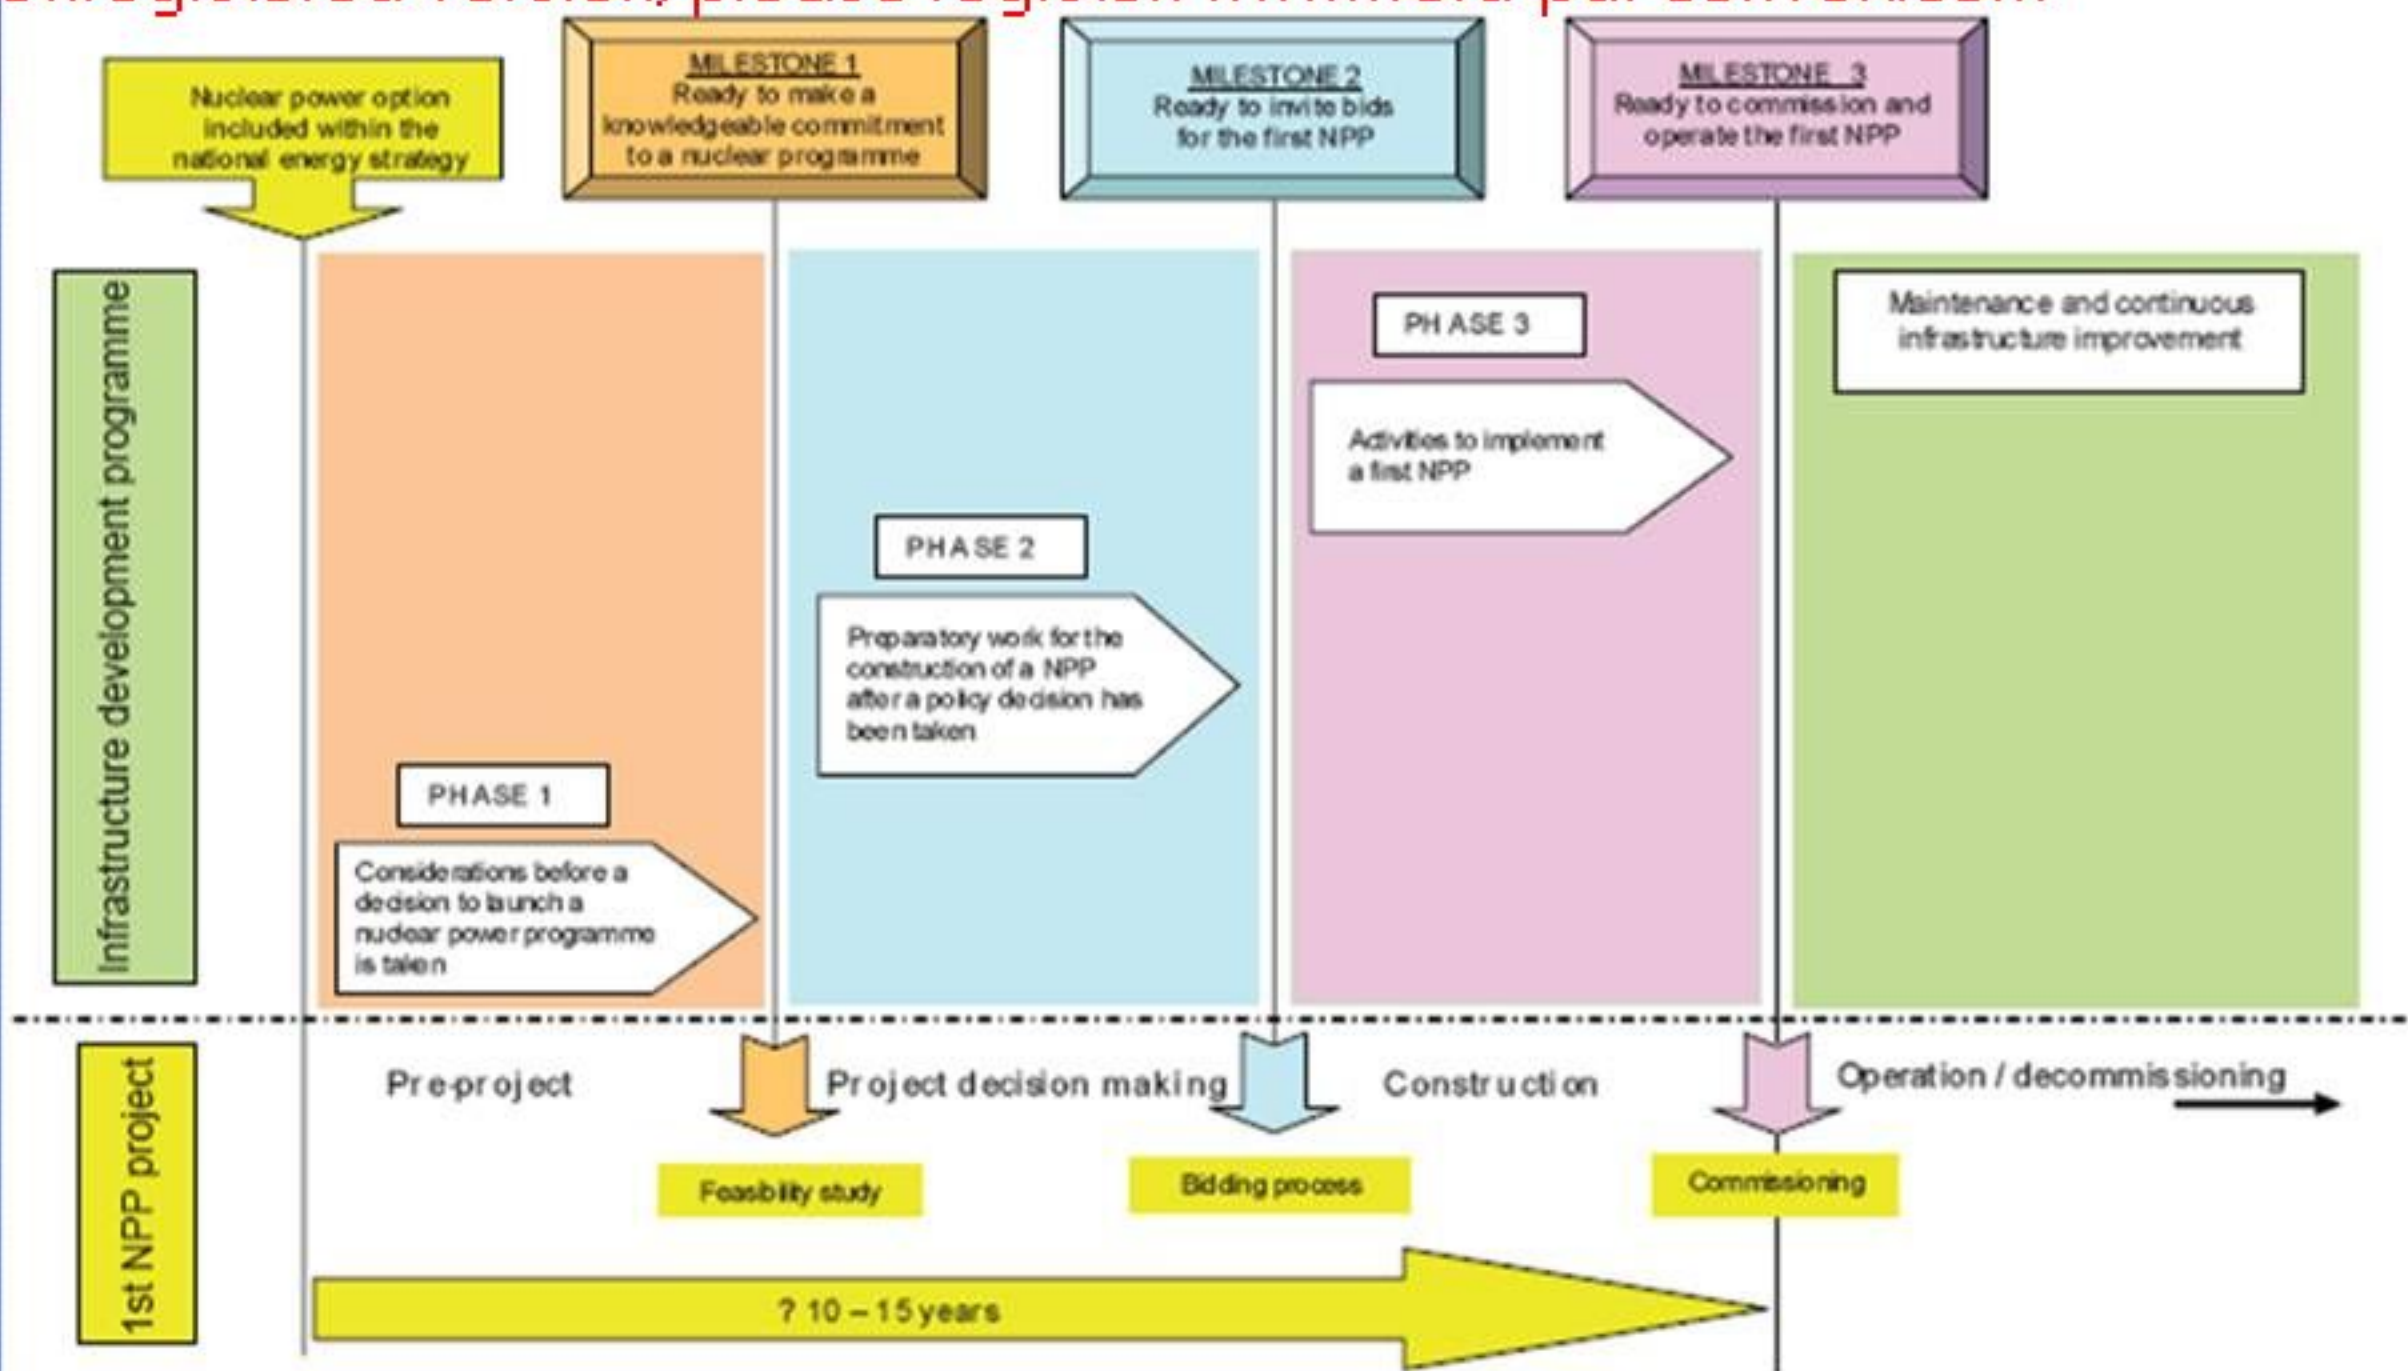 Nuclear power option
included within the
national energy strategy
MILESTONE 1
Ready to make a
knowledgeable commitment
to a nuclear programme
MILESTONE 2
Ready to invite bids
for the first NPP
MILESTONE 3
Ready to commission and
operate the first NPP
Infrastructure development programme
PHASE 1
Considerations before a
decision to launch a
nuclear power programme
is taken
PHASE 2
Preparatory work for the
construction of a NPP
after a policy decision has
been taken
PHASE 3
Activities to implement
a first NPP
Maintenance and continuous
infrastructure improvement
1st NPP project
Pre-project
Project decision making
Construction
Operation / decommissioning
Feasibility study
Bidding process
Commissioning
? 10 – 15 years